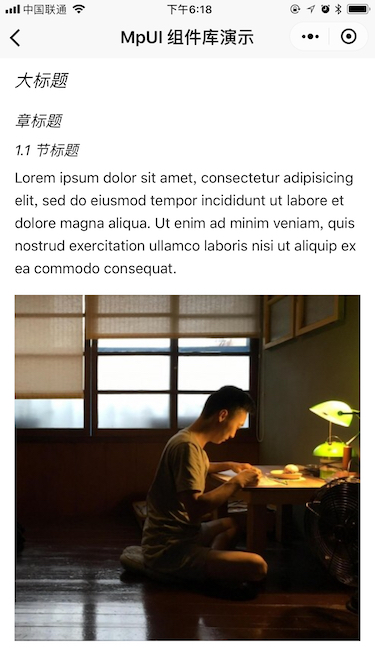 中国联通
下午6:18
MpUI 组件库演示
大标题
章标题
1.1 节标题
Lorem ipsum dolor sit amet, consectetur adipisicing
elit, sed do eiusmod tempor incididunt ut labore et
dolore magna aliqua. Ut enim ad minim veniam, quis
nostrud exercitation ullamco laboris nisi ut aliquip ex
ea commodo consequat.